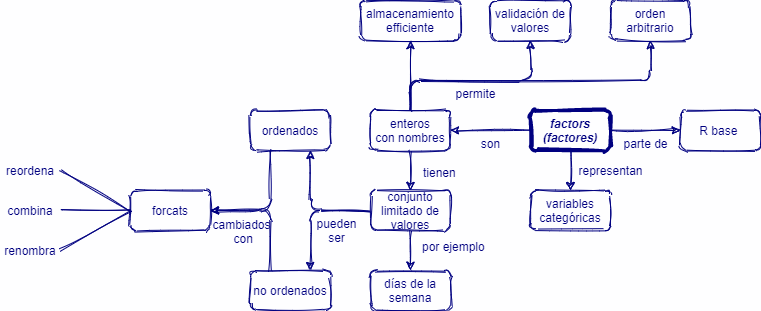 almacenamiento
efficiente
validación de
valores
orden
arbitrario
permite
ordenados
enteros
con nombres
son
factors
(factores)
parte de
R base
reordena
tienen
representan
combina
forcats
cambiados
con
pueden
ser
conjunto
limitado de
valores
variables
categóricas
renombra
por ejemplo
no ordenados
días de la
semana